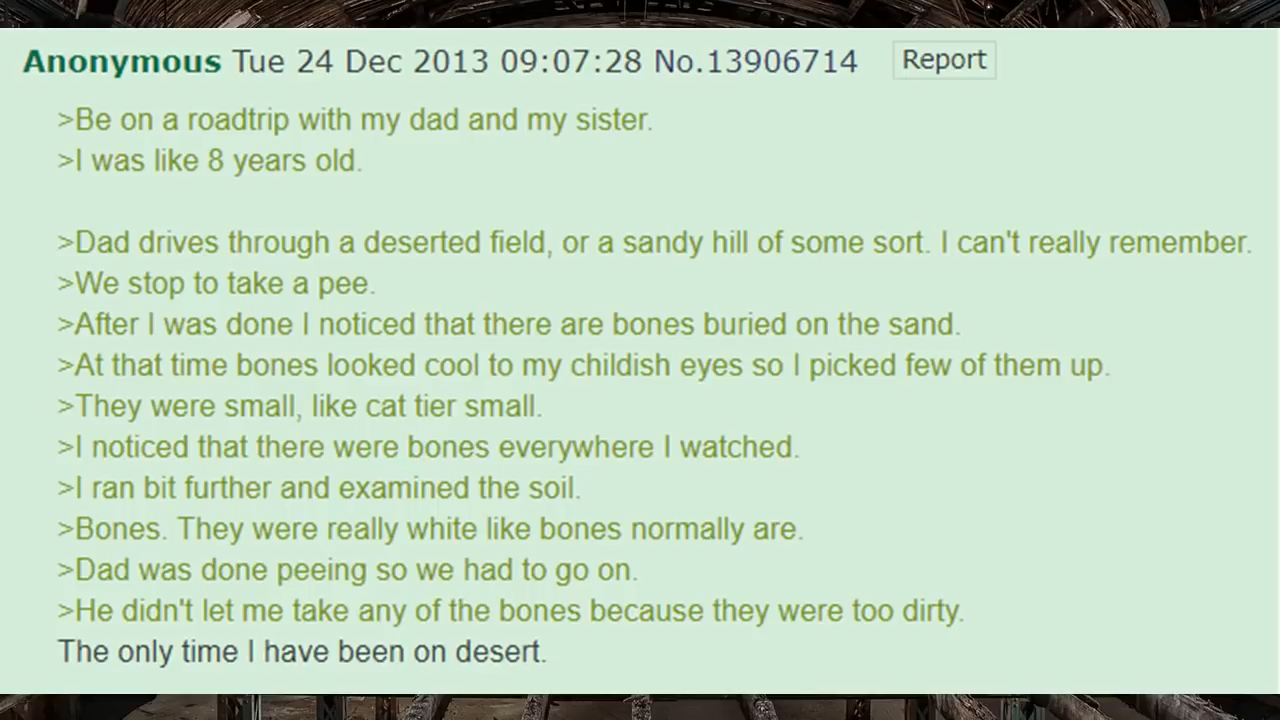 Anonymous Tue 24 Dec 2013 09:07:28 No.13906714 Report
>Be on a roadtrip with my dad and my sister.
>I was like 8 years old.
>Dad drives through a deserted field, or a sandy hill of some sort. I can't really remember.
>We stop to take a pee.
>After I was done I noticed that there are bones buried on the sand.
>At that time bones looked cool to my childish eyes so I picked few of them up.
>They were small, like cat tier small.
>I noticed that there were bones everywhere I watched.
>I ran bit further and examined the soil.
>Bones. They were really white like bones normally are.
>Dad was done peeing so we had to go on.
>He didn't let me take any of the bones because they were too dirty.
The only time I have been on desert.